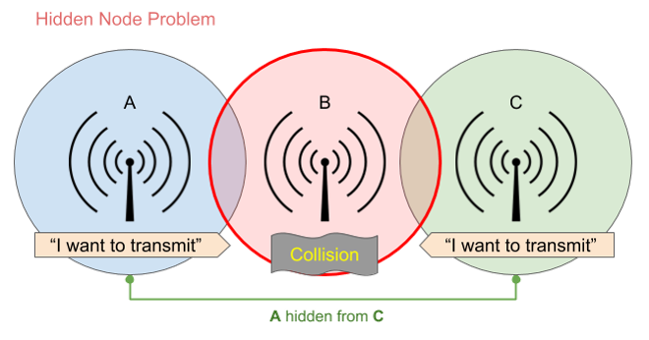 Hidden Node Problem
A
B
C
“I want to transmit”
“I want to transmit”
Collision
A hidden from C